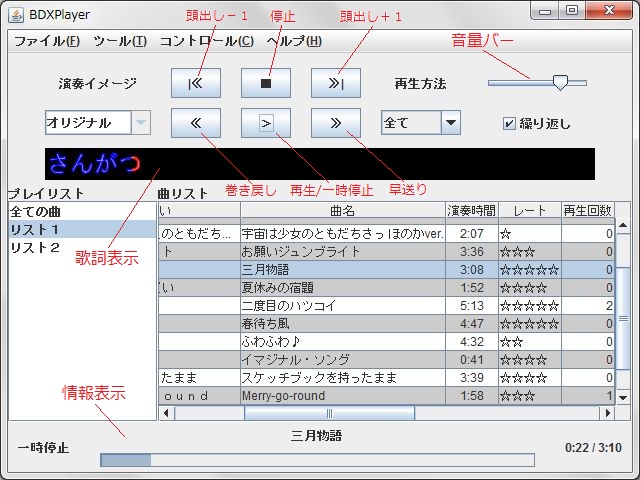 BDXPlayer
ファイル(F) ツール(T) コントロール(C) ヘルプ(H)
頭出し－１ 停止 頭出し＋１ 音量バー
演奏イメージ 再生方法
オリジナル 全て 繰り返し
さんがつ
巻き戻し 再生/一時停止 早送り
プレイリスト 曲リスト
全ての曲
リスト１
リスト２
歌詞表示
情報表示
い 曲名 演奏時間 レート 再生回数
のともだち... 宇宙は少女のともだちさっ ほのかver. 2:07 ☆ 0
ト お願いジュンブライト 3:36 ☆☆☆ 0
三月物語 3:08 ☆☆☆☆☆ 0
い 夏休みの宿題 1:52 ☆☆☆☆ 0
二度目のハツコイ 5:13 ☆☆☆☆☆ 2
春待ち風 4:47 ☆☆☆☆☆ 0
ふわふわ♪ 4:32 ☆☆ 0
イマジナル・ソング 0:41 ☆☆☆☆ 0
たまま スケッチブックを持ったまま 3:39 ☆☆☆☆ 0
ｏｕｎｄ Merry-go-round 1:58 ☆☆☆ 1
三月物語
一時停止 0:22 / 3:10